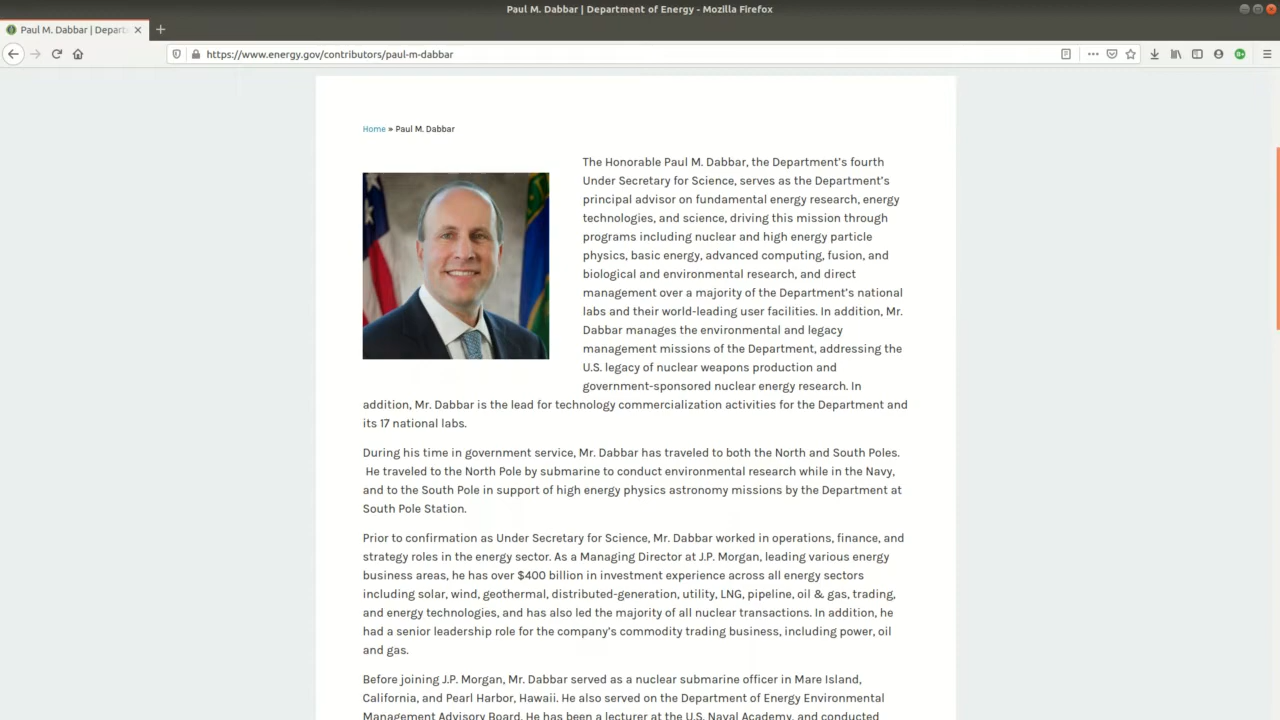 Paul M. Dabbar | Department of Energy - Mozilla Firefox
Paul M. Dabbar | Depart
https://www.energy.gov/contributors/paul-m-dabbar
Home » Paul M. Dabbar
The Honorable Paul M. Dabbar, the Department's fourth
Under Secretary for Science, serves as the Department's
principal advisor on fundamental energy research, energy
technologies, and science, driving this mission through
programs including nuclear and high energy particle
physics, basic energy, advanced computing, fusion, and
biological and environmental research, and direct
management over a majority of the Department's national
labs and their world-leading user facilities. In addition, Mr.
Dabbar manages the environmental and legacy
management missions of the Department, addressing the
U.S. legacy of nuclear weapons production and
government-sponsored nuclear energy research. In
addition, Mr. Dabbar is the lead for technology commercialization activities for the Department and
its 17 national labs.
During his time in government service, Mr. Dabbar has traveled to both the North and South Poles.
He traveled to the North Pole by submarine to conduct environmental research while in the Navy,
and to the South Pole in support of high energy physics astronomy missions by the Department at
South Pole Station.
Prior to confirmation as Under Secretary for Science, Mr. Dabbar worked in operations, finance, and
strategy roles in the energy sector. As a Managing Director at J.P. Morgan, leading various energy
business areas, he has over $400 billion in investment experience across all energy sectors
including solar, wind, geothermal, distributed-generation, utility, LNG, pipeline, oil & gas, trading,
and energy technologies, and has also led the majority of all nuclear transactions. In addition, he
had a senior leadership role for the company's commodity trading business, including power, oil
and gas.
Before joining J.P. Morgan, Mr. Dabbar served as a nuclear submarine officer in Mare Island,
California, and Pearl Harbor, Hawaii. He also served on the Department of Energy Environmental
Management Advisory Board. He has been a lecturer at the U.S. Naval Academy, and conducted